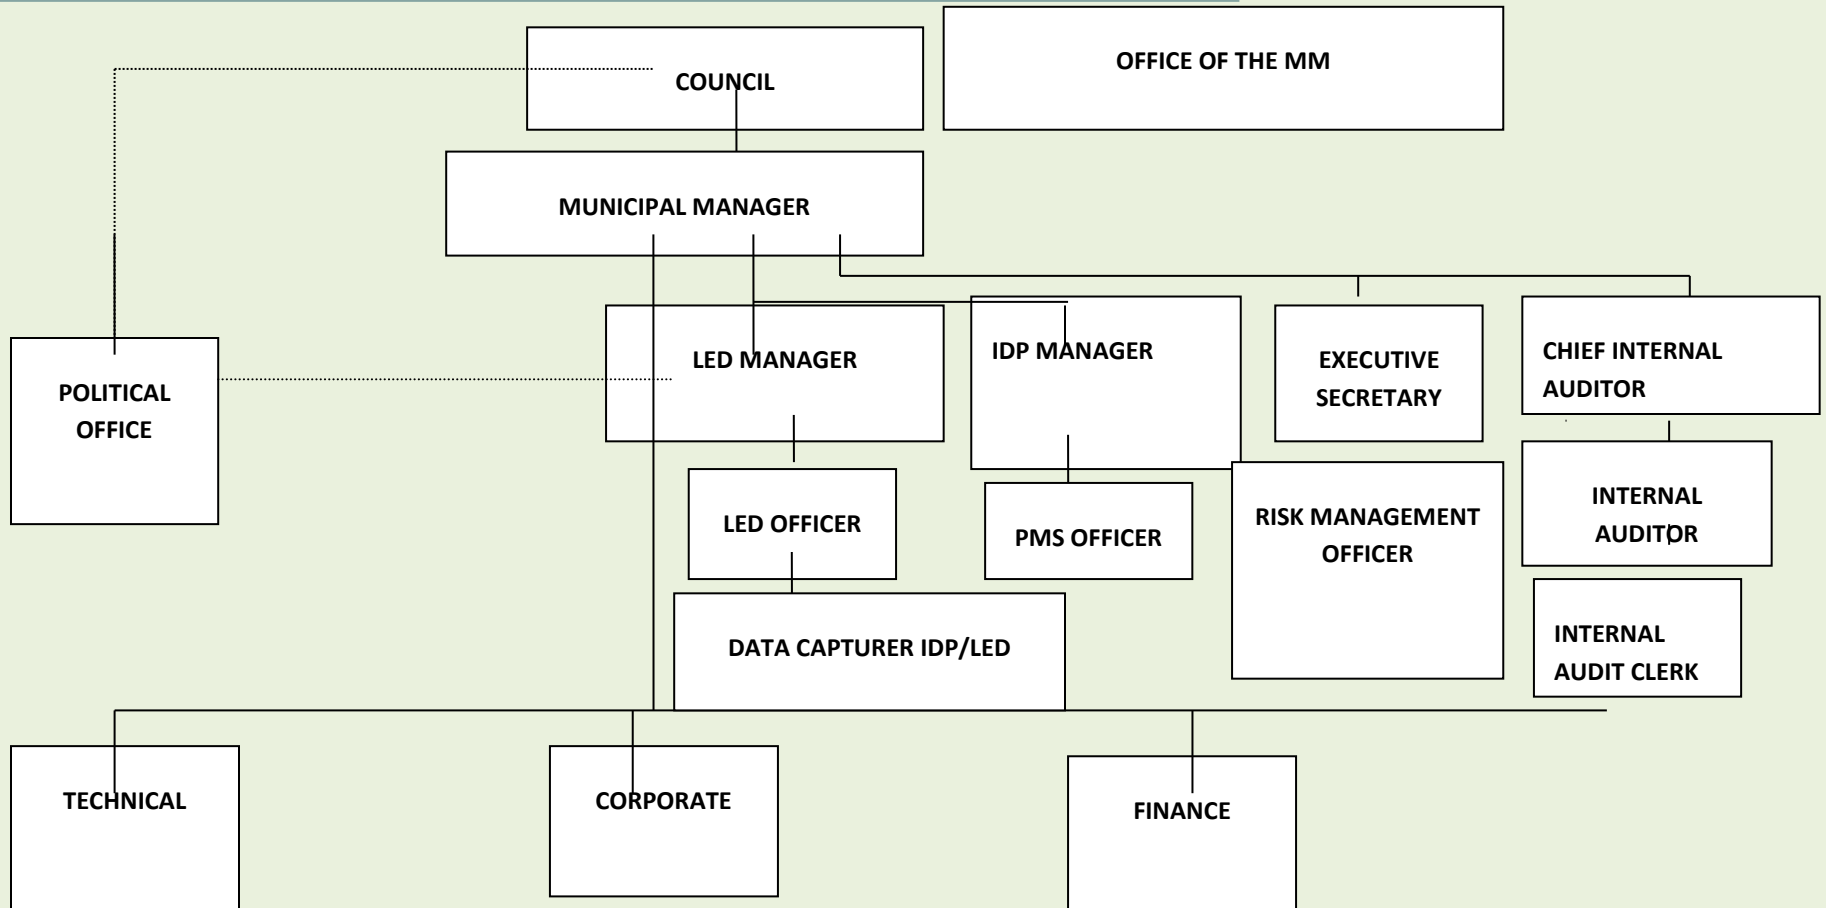 OFFICE OF THE MM
COUNCIL
MUNICIPAL MANAGER
LED MANAGER
IDP MANAGER
EXECUTIVE
SECRETARY
CHIEF INTERNAL
AUDITOR
POLITICAL
OFFICE
LED OFFICER
PMS OFFICER
RISK MANAGEMENT
OFFICER
INTERNAL
AUDITOR
DATA CAPTURER IDP/LED
INTERNAL
AUDIT CLERK
TECHNICAL
CORPORATE
FINANCE